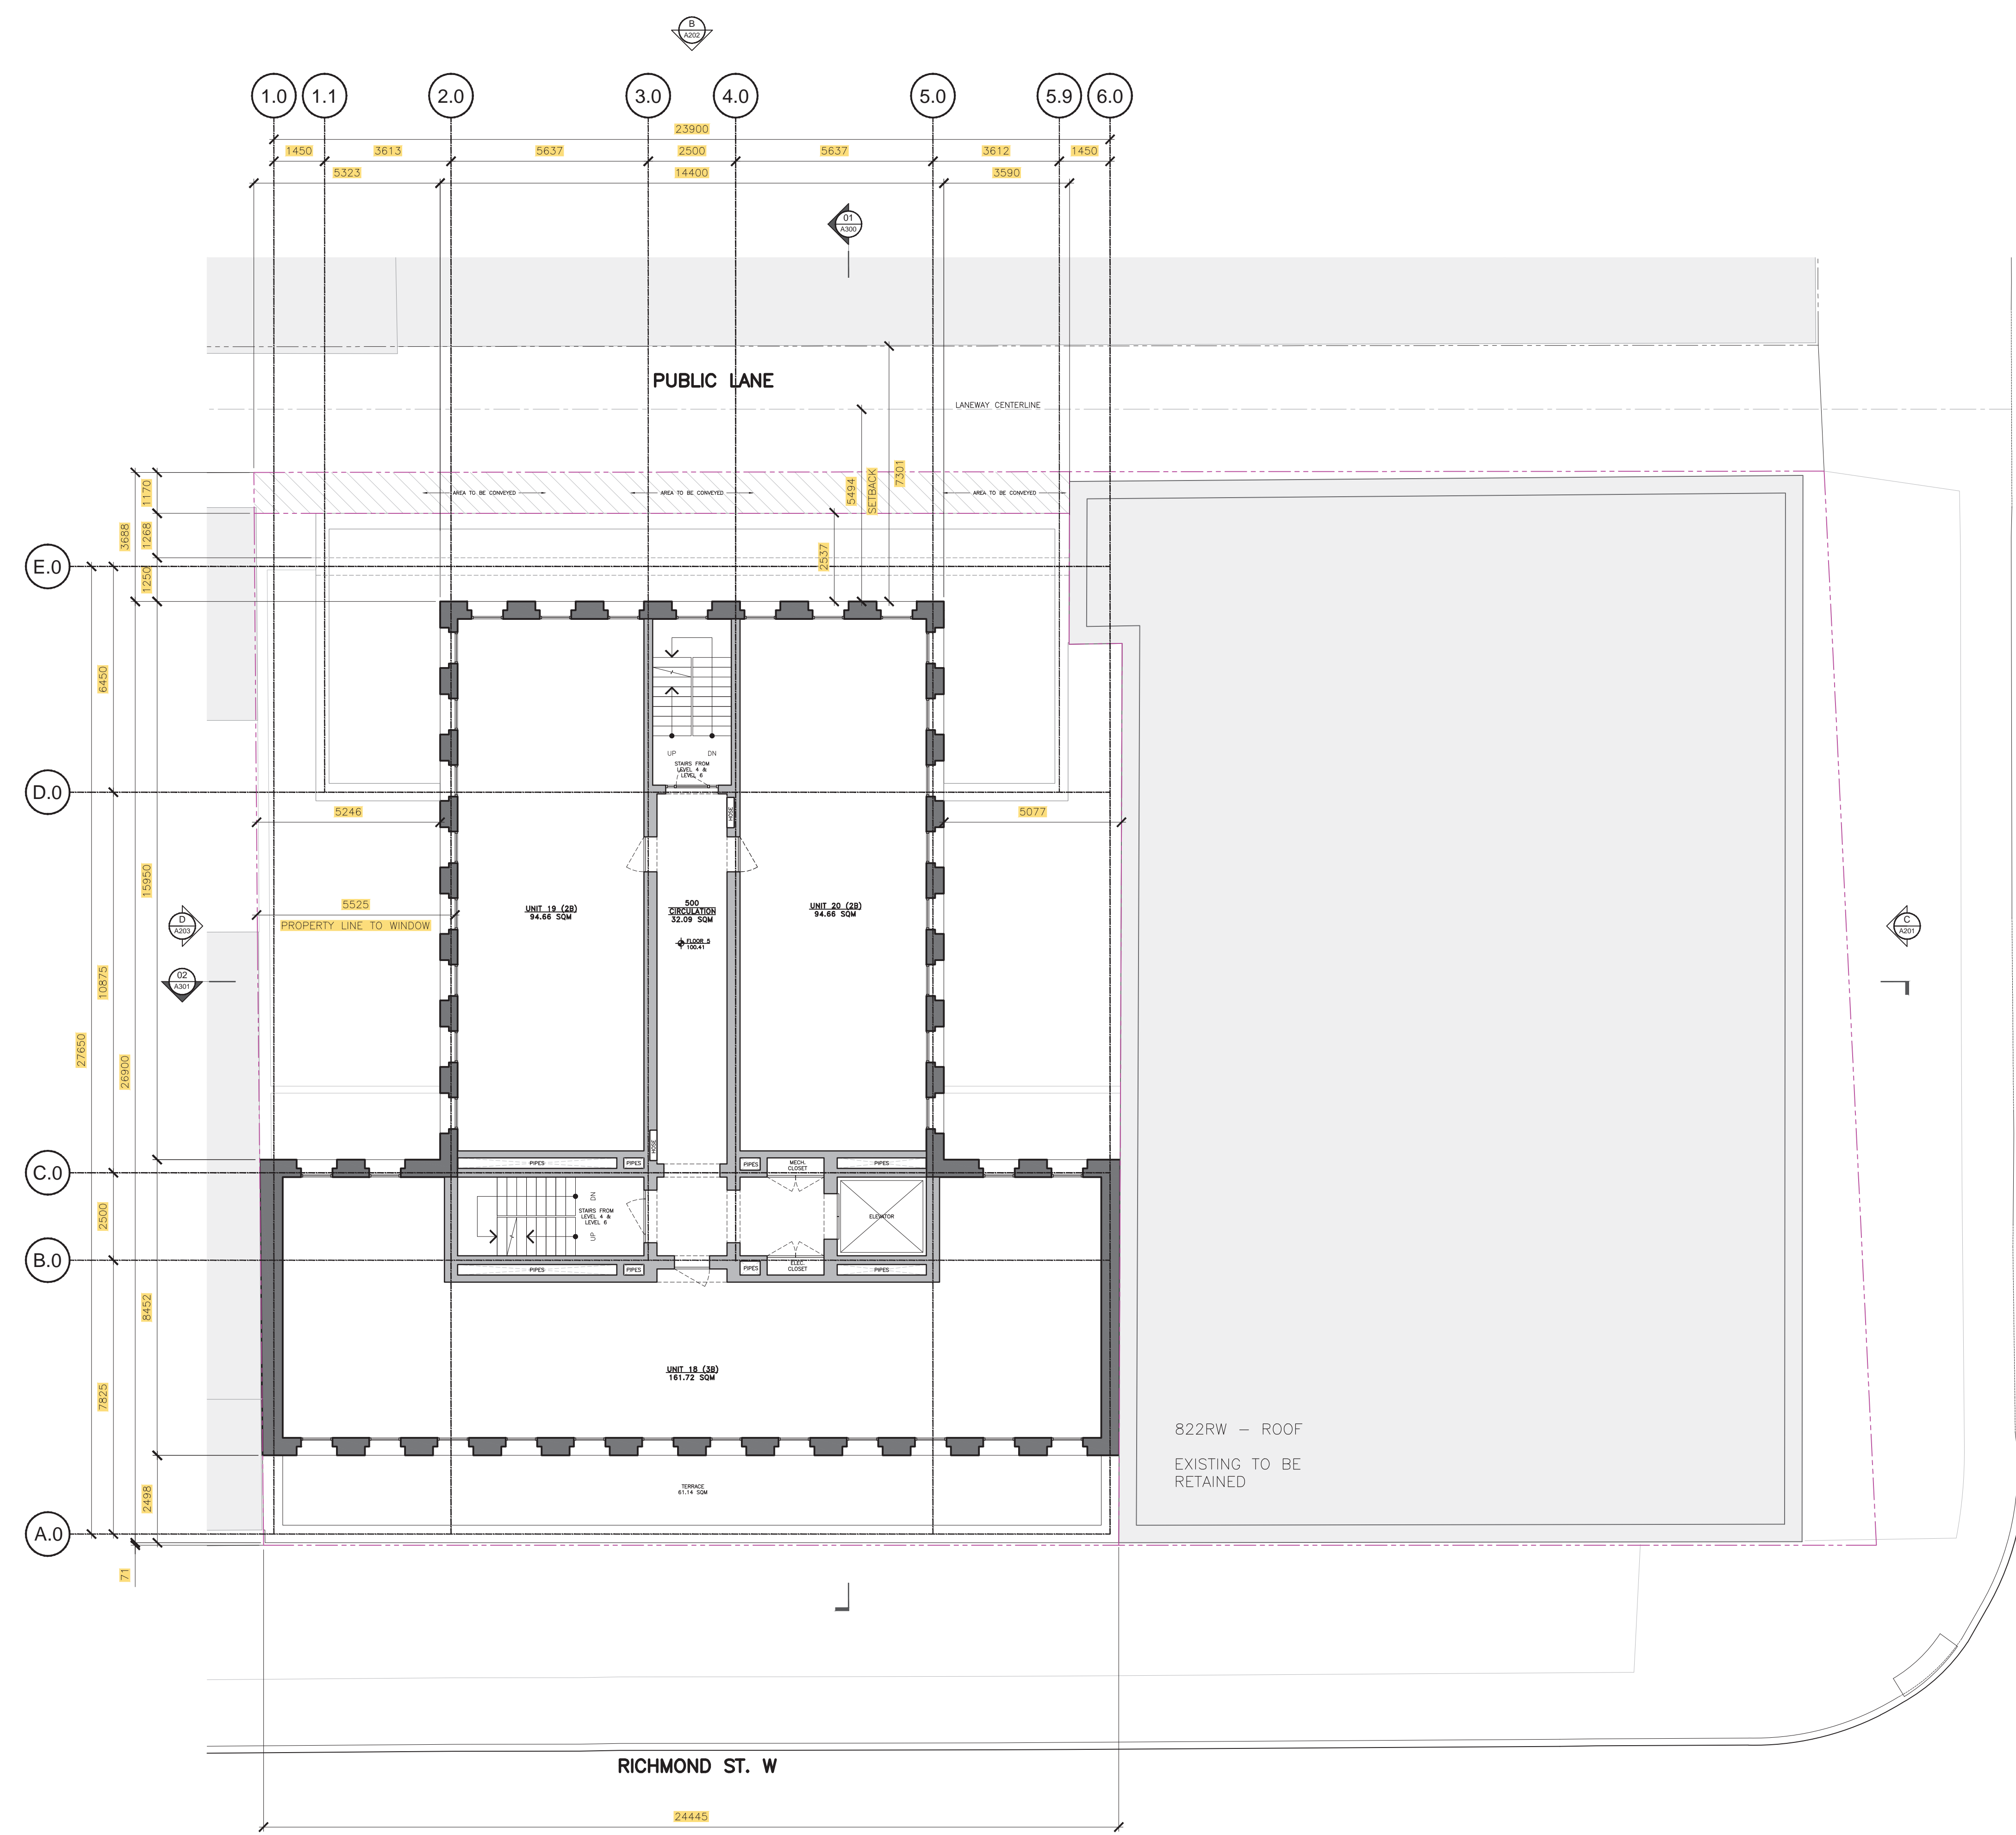 B
A202
1.0 1.1 2.0 3.0 4.0 5.0 5.9 6.0
23900
1450 3613 5637 2500 5637 3612 1450
5323 14400 3590
01
A300
PUBLIC LANE
LANEWAY CENTERLINE
5494
SETBACK
7301
1170
3688
1268
1250
AREA TO BE CONVEYED
AREA TO BE CONVEYED
AREA TO BE CONVEYED
2537
E.0
6450
UP DN
STAIRS FROM
LEVEL 4 &
LEVEL 6
D.0
5246
HOSE
5077
15950
5525
PROPERTY LINE TO WINDOW
D
A203
UNIT 19 (2B)
94.66 SQM
500
CIRCULATION
32.09 SQM
FLOOR 5
100.41
UNIT 20 (2B)
94.66 SQM
C
A201
02
A301
10875
27650
26900
HOSE
PIPES
PIPES
PIPES
MECH.
CLOSET
PIPES
C.0
2500
DN
UP
STAIRS FROM
LEVEL 4 &
LEVEL 6
ELEVATOR
B.0
PIPES
PIPES
PIPES
ELEC.
CLOSET
PIPES
8452
7825
UNIT 18 (3B)
161.72 SQM
822RW - ROOF
EXISTING TO BE
RETAINED
2498
TERRACE
61.14 SQM
A.0
71
RICHMOND ST. W
24445